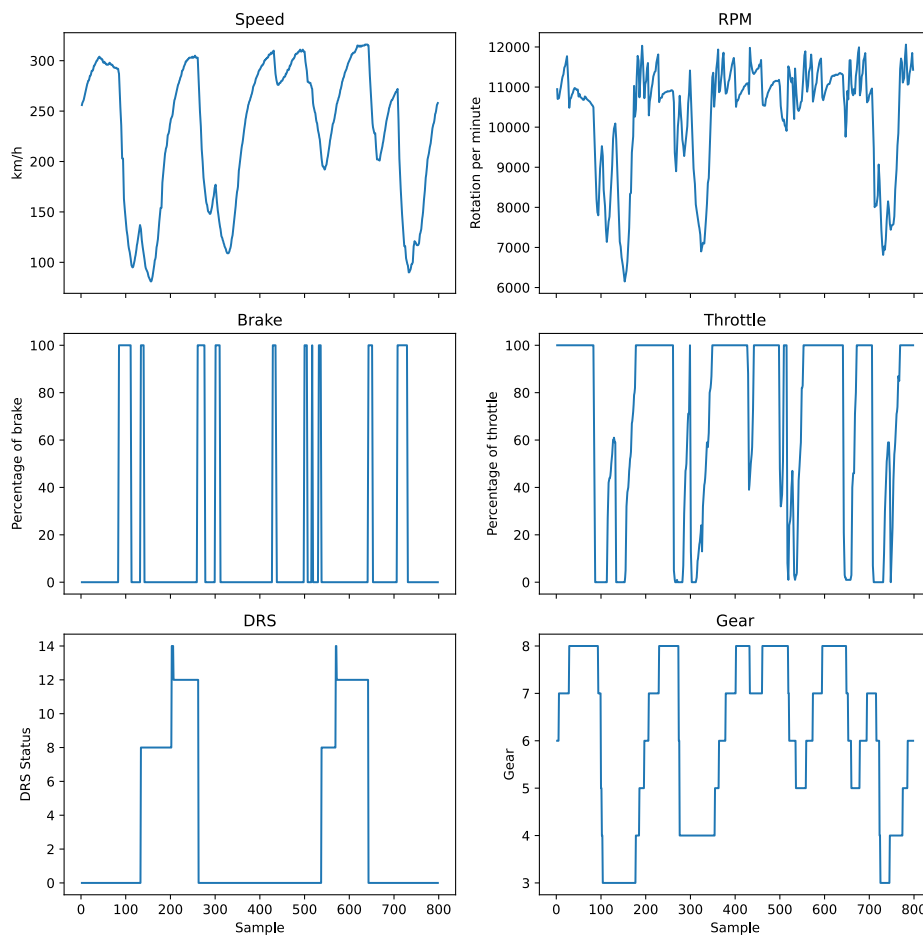 Speed
300
250
200
150
100
km/h
RPM
12000
11000
10000
9000
8000
7000
6000
Rotation per minute
Brake
100
80
60
40
20
0
Percentage of brake
Throttle
100
80
60
40
20
0
Percentage of throttle
DRS
14
12
10
8
6
4
2
0
DRS Status
0 100 200 300 400 500 600 700 800
Sample
Gear
8
7
6
5
4
3
Gear
0 100 200 300 400 500 600 700 800
Sample